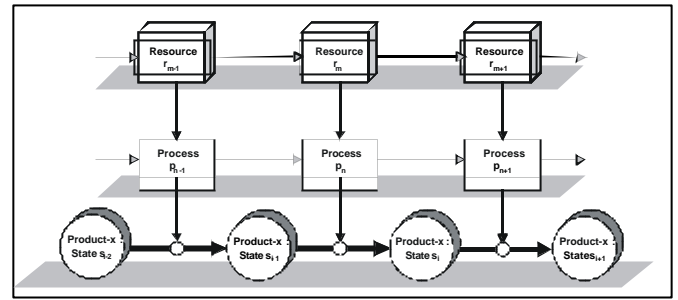 Resource
r m-1
Resource
r m
Resource
r m+1
Process
p n-1
Process
p n
Process
p n+1
Product-x
State s i-2
Product-x
State s i-1
Product-x :
State s i
Product-x
States i+1